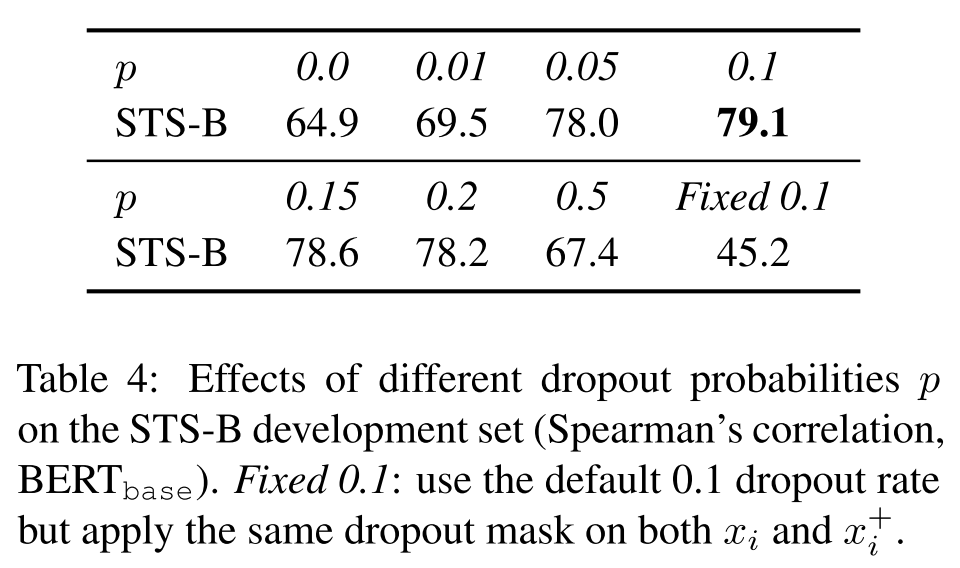 p 0.0 0.01 0.05 0.1
STS-B 64.9 69.5 78.0 79.1
p 0.15 0.2 0.5 Fixed 0.1
STS-B 78.6 78.2 67.4 45.2
Table 4: Effects of different dropout probabilities p
on the STS-B development set (Spearman's correlation,
BERTbase). Fixed 0.1: use the default 0.1 dropout rate
but apply the same dropout mask on both xi and xi+.